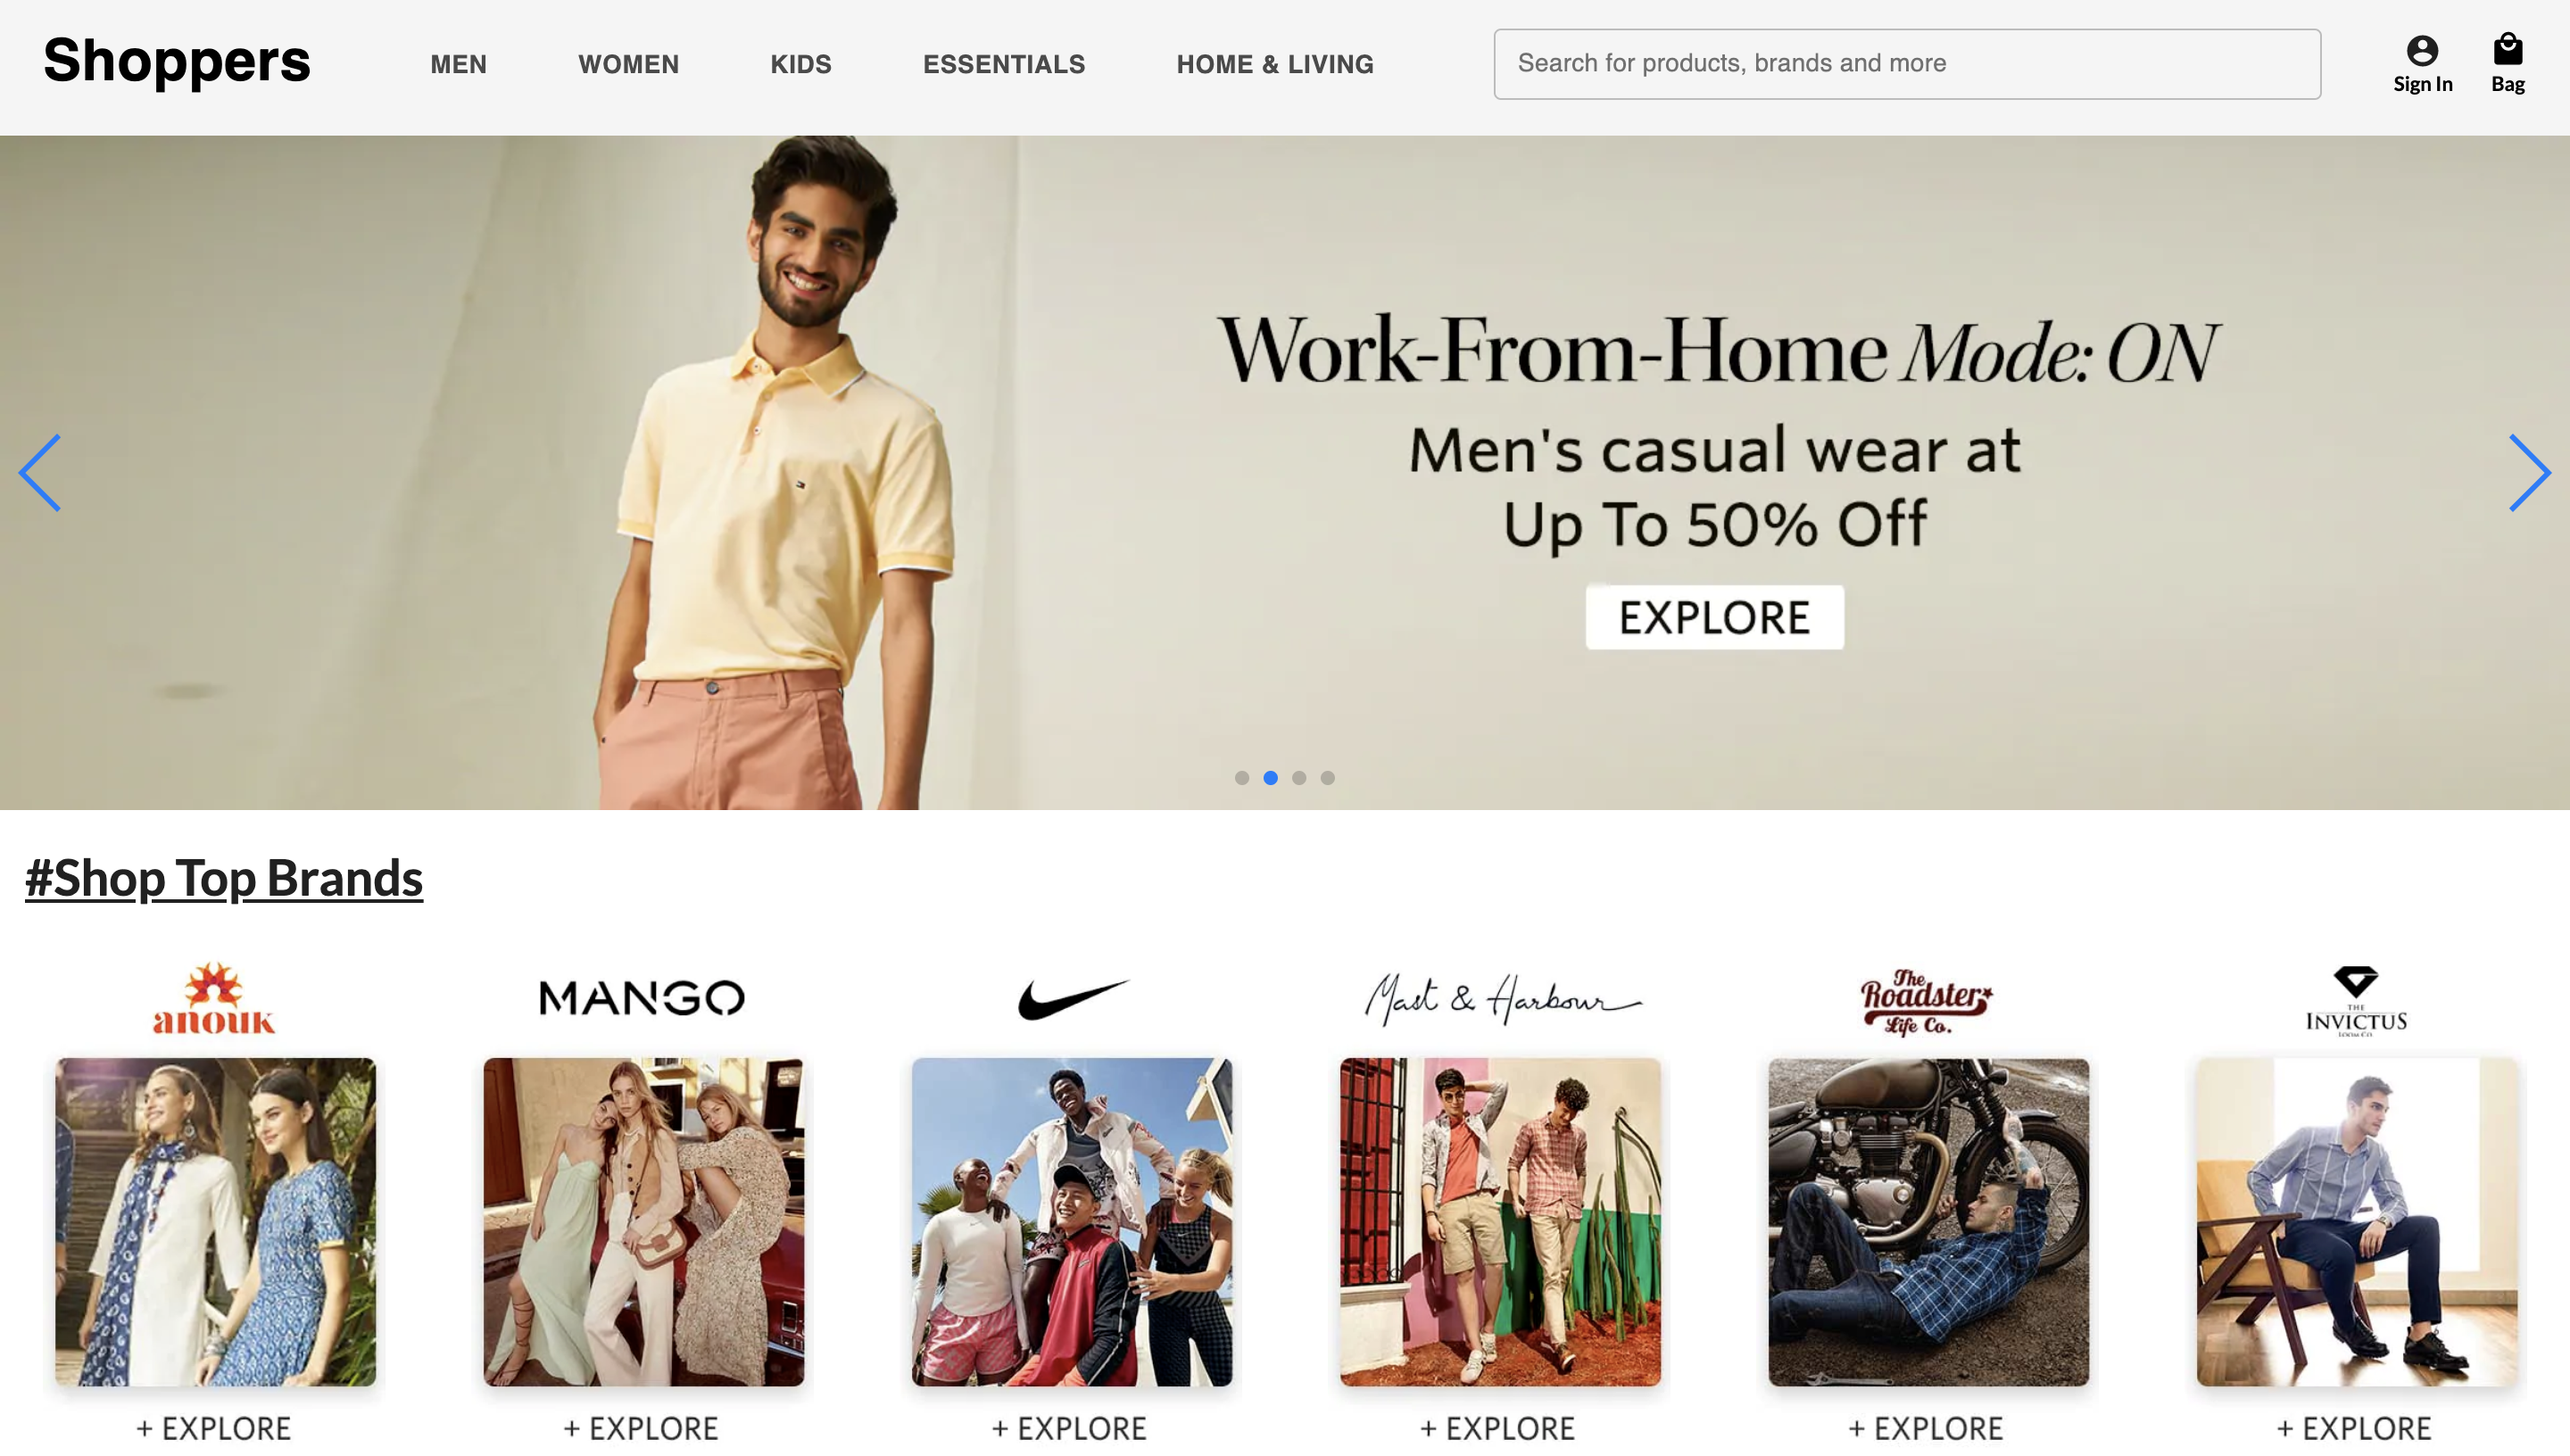 Shoppers
MEN WOMEN KIDS ESSENTIALS HOME & LIVING
Search for products, brands and more
Sign In Bag
Work-From-Home Mode: ON
Men's casual wear at
Up To 50% Off
EXPLORE
#Shop Top Brands
anouk
MANGO
Mast & Harbour
The
Roadster
Life Co.
THE
INVICTUS
LOOM CO.
+ EXPLORE + EXPLORE + EXPLORE + EXPLORE + EXPLORE + EXPLORE